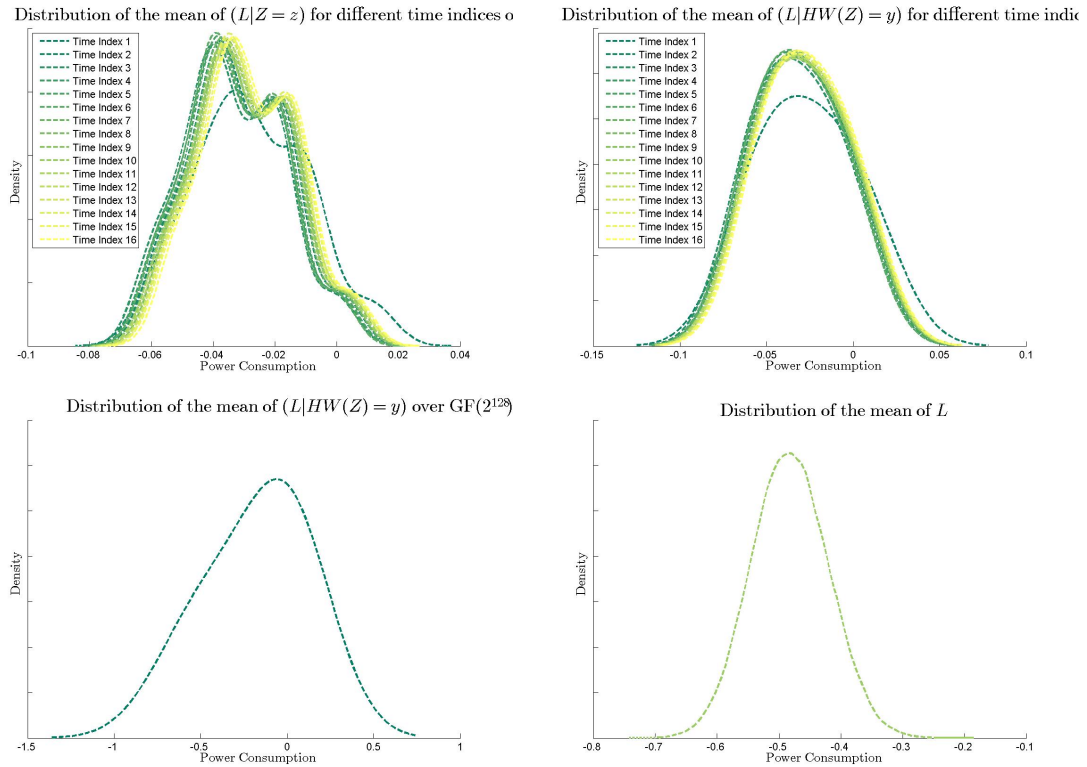 Distribution of the mean of (L|Z = z) for different time indices o
Time Index 1
Time Index 2
Time Index 3
Time Index 4
Time Index 5
Time Index 6
Time Index 7
Time Index 8
Time Index 9
Time Index 10
Time Index 11
Time Index 12
Time Index 13
Time Index 14
Time Index 15
Time Index 16
Density
-0.1 -0.08 -0.06 -0.04 -0.02 0 0.02 0.04
Power Consumption
Distribution of the mean of (L|HW(Z) = y) for different time indic
Time Index 1
Time Index 2
Time Index 3
Time Index 4
Time Index 5
Time Index 6
Time Index 7
Time Index 8
Time Index 9
Time Index 10
Time Index 11
Time Index 12
Time Index 13
Time Index 14
Time Index 15
Time Index 16
Density
-0.15 -0.1 -0.05 0 0.05 0.1
Power Consumption
Distribution of the mean of (L|HW(Z) = y) over GF(2¹²⁸)
Density
-1.5 -1 -0.5 0 0.5 1
Power Consumption
Distribution of the mean of L
Density
-0.8 -0.7 -0.6 -0.5 -0.4 -0.3 -0.2 -0.1
Power Consumption